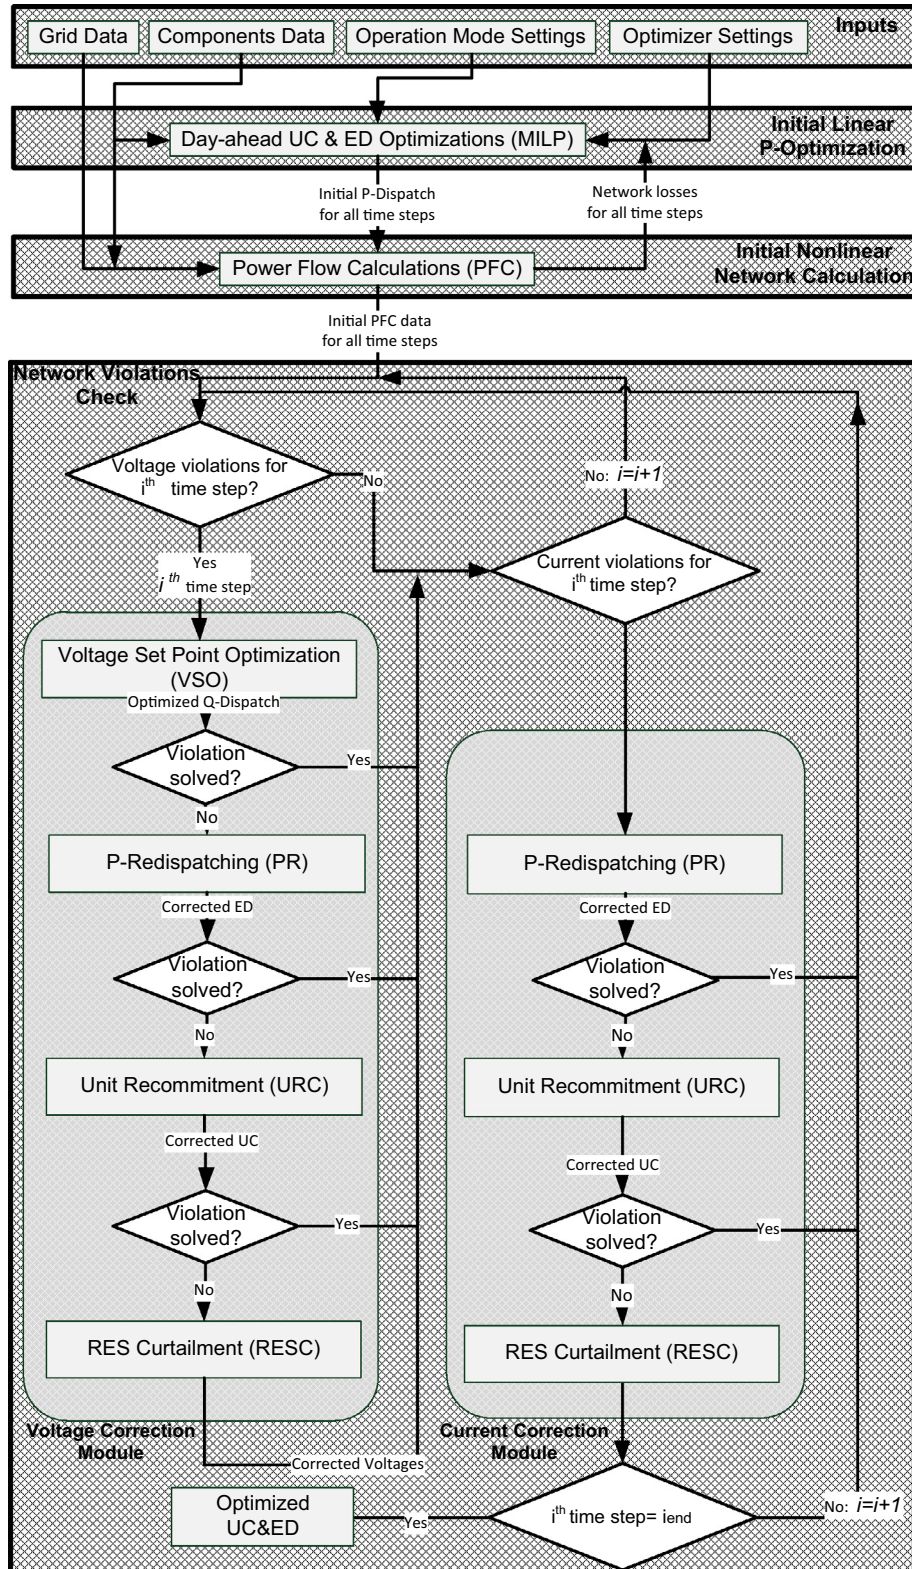 Inputs
Grid Data
Components Data
Operation Mode Settings
Optimizer Settings
Initial Linear
P-Optimization
Day-ahead UC & ED Optimizations (MILP)
Initial P-Dispatch
for all time steps
Network losses
for all time steps
Initial Nonlinear
Network Calculation
Power Flow Calculations (PFC)
Initial PFC data
for all time steps
Network Violations
Check
Voltage violations for
ith time step?
No
No: i=i+1
Current violations for
ith time step?
Yes
i th time step
Voltage Set Point Optimization
(VSO)
Optimized Q-Dispatch
Violation
solved?
Yes
No
P-Redispatching (PR)
Corrected ED
Violation
solved?
Yes
No
Unit Recommitment (URC)
Corrected UC
Violation
solved?
Yes
No
RES Curtailment (RESC)
Voltage Correction
Module
Corrected Voltages
P-Redispatching (PR)
Corrected ED
Violation
solved?
Yes
No
Unit Recommitment (URC)
Corrected UC
Violation
solved?
Yes
No
RES Curtailment (RESC)
Current Correction
Module
ith time step= iend
No: i=i+1
Yes
Optimized
UC&ED